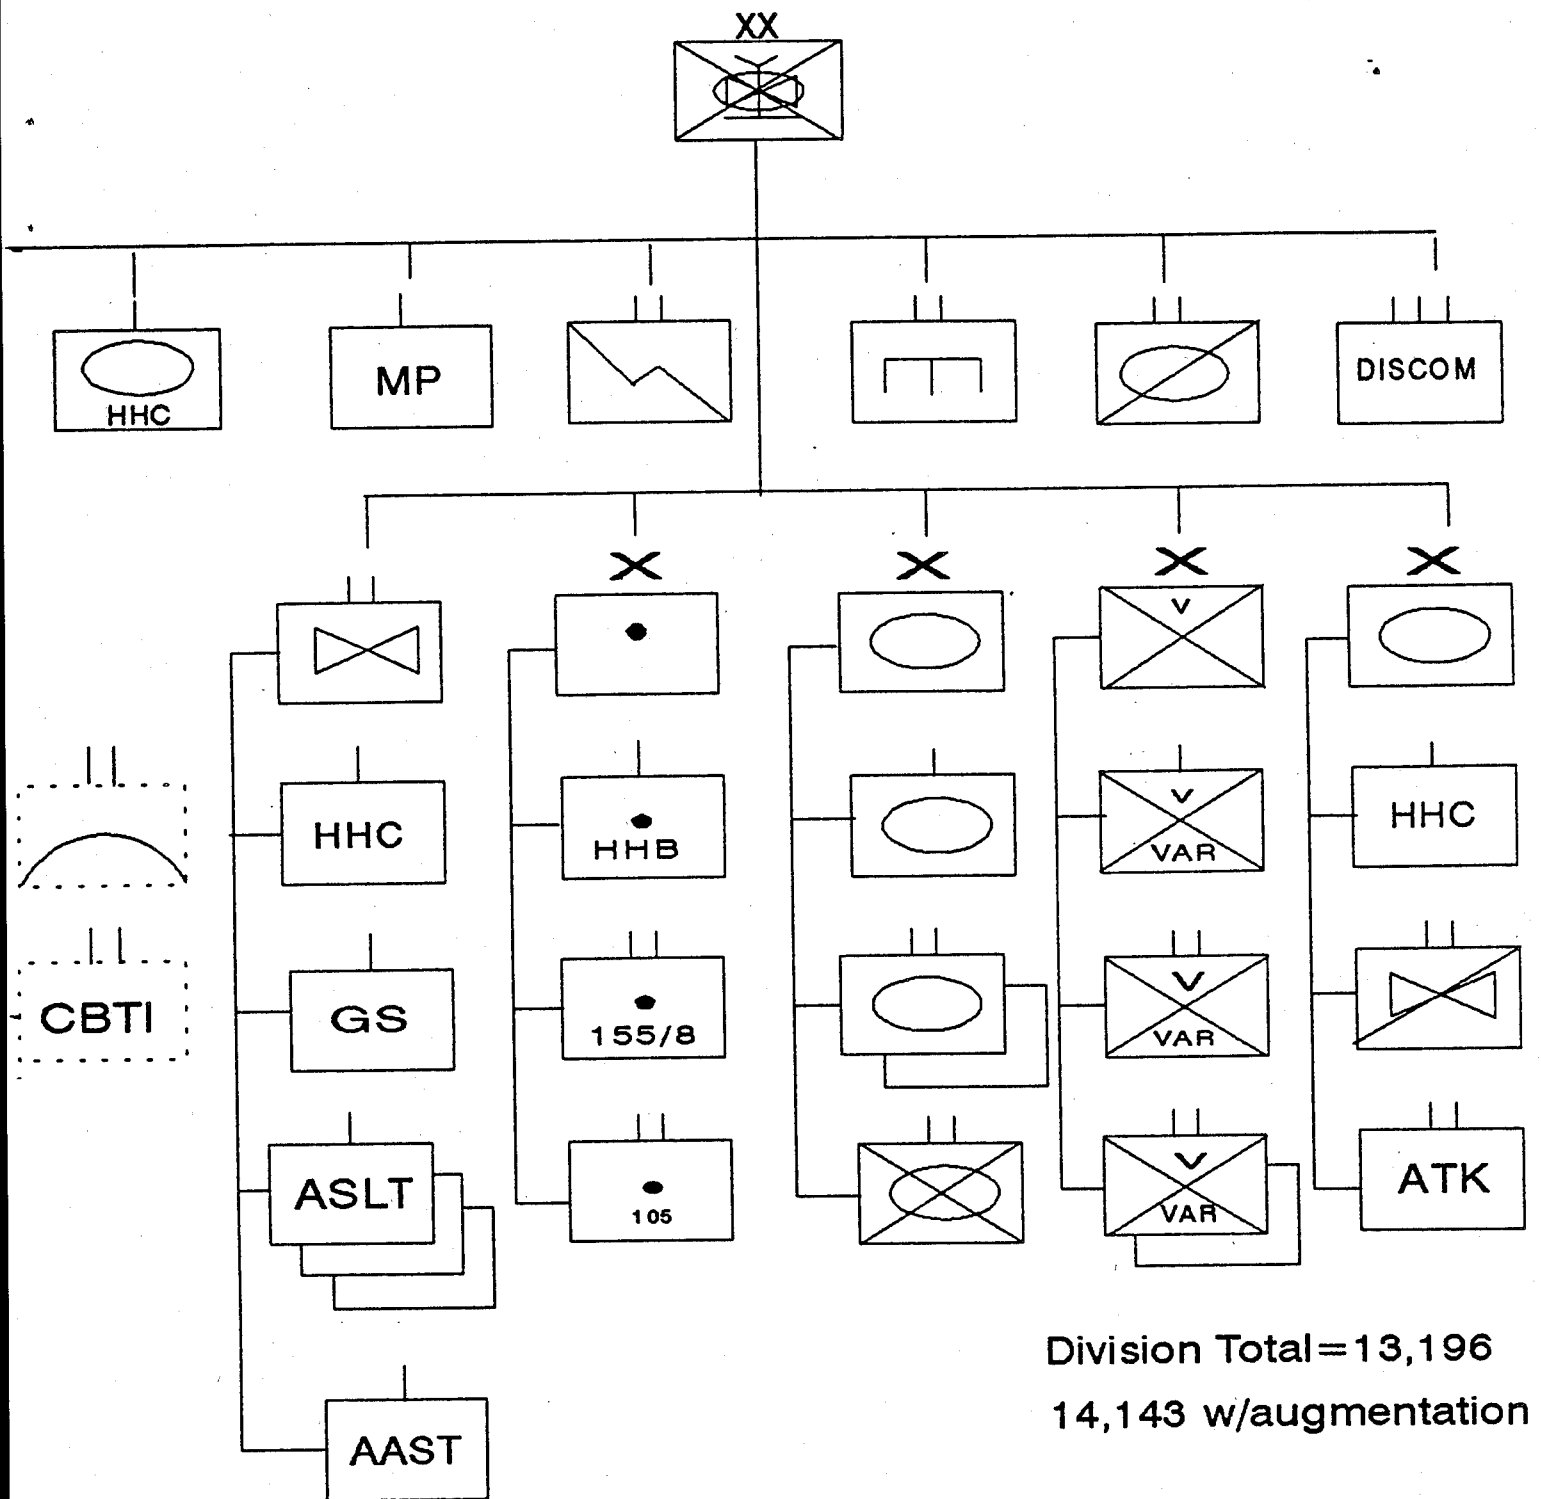 XX
HHC
MP
DISCOM
X
X
X
X
V
HHC
HHB
V
VAR
HHC
CBTI
GS
155/8
V
VAR
ASLT
105
V
VAR
ATK
AAST
Division Total=13,196
14,143 w/augmentation